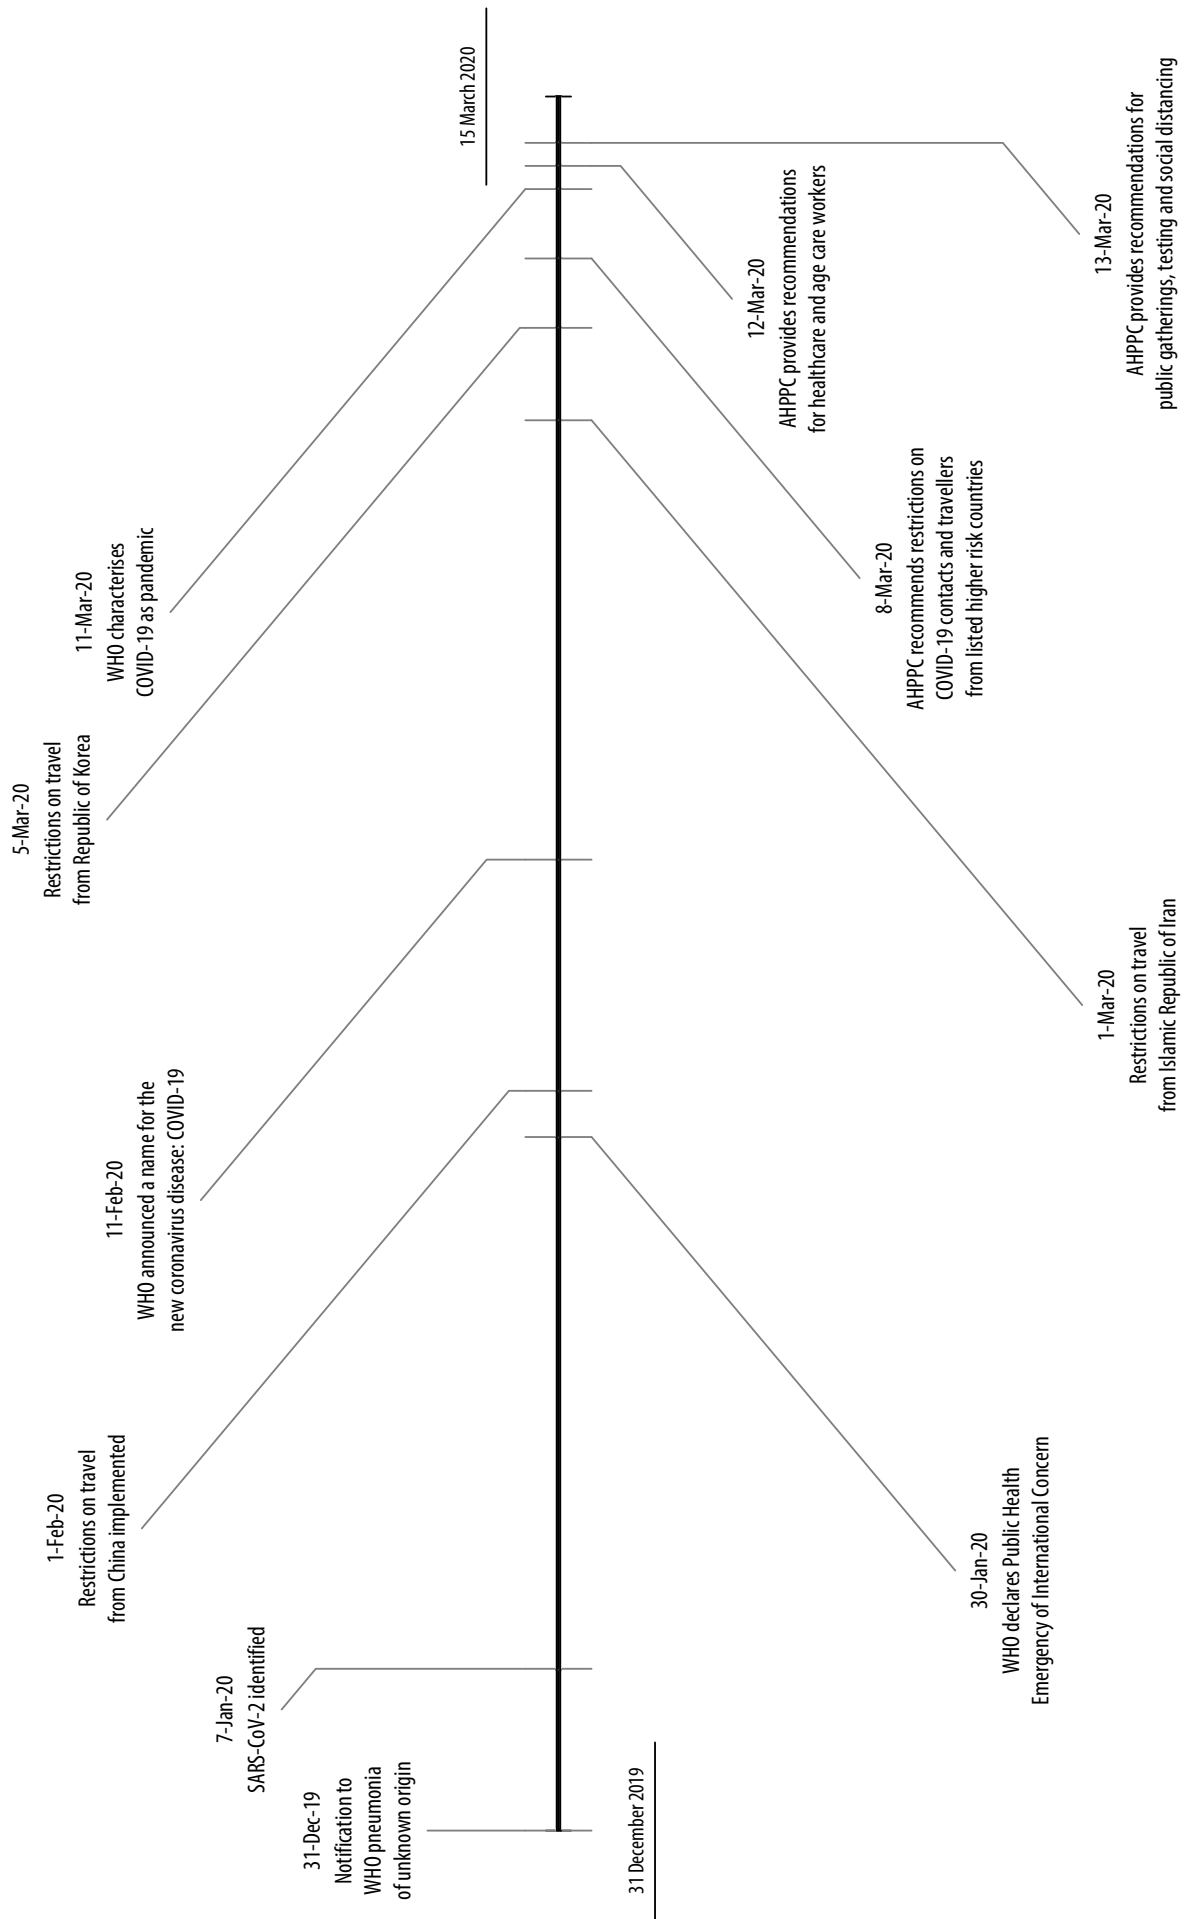 31-Dec-19
Notification to
WHO pneumonia
of unknown origin
31 December 2019
7-Jan-20
SARS-CoV-2 identified
30-Jan-20
WHO declares Public Health
Emergency of International Concern
1-Feb-20
Restrictions on travel
from China implemented
11-Feb-20
WHO announced a name for the
new coronavirus disease: COVID-19
1-Mar-20
Restrictions on travel
from Islamic Republic of Iran
5-Mar-20
Restrictions on travel
from Republic of Korea
8-Mar-20
AHPPC recommends restrictions on
COVID-19 contacts and travellers
from listed higher risk countries
11-Mar-20
WHO characterises
COVID-19 as pandemic
12-Mar-20
AHPPC provides recommendations
for healthcare and age care workers
13-Mar-20
AHPPC provides recommendations for
public gatherings, testing and social distancing
15 March 2020